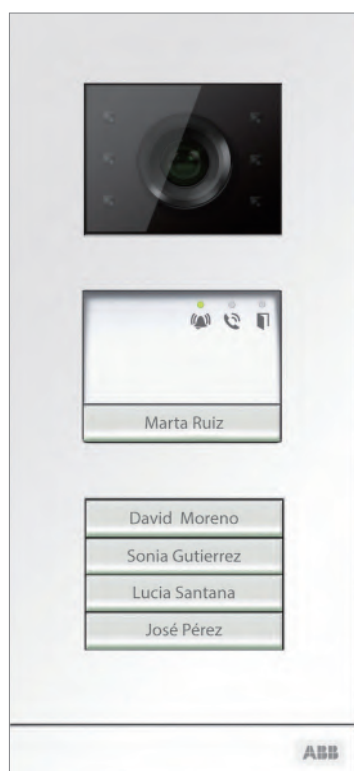 Marta Ruiz
David Moreno
Sonia Gutierrez
Lucia Santana
José Pérez
ABB